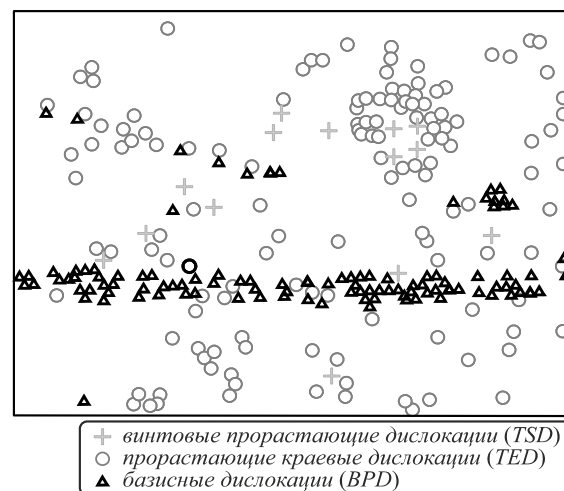 винтовые прорастающие дислокации (TSD)
прорастающие краевые дислокации (TED)
базисные дислокации (BPD)